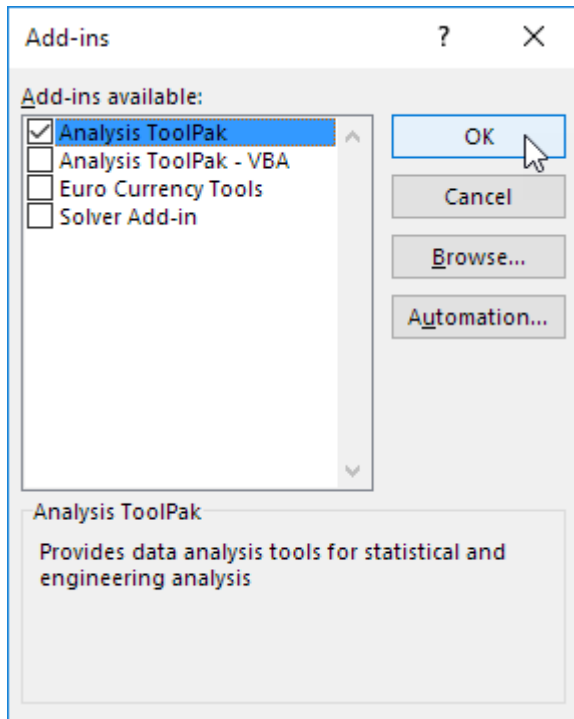 Add-ins ? ×
Add-ins available:
Analysis ToolPak
Analysis ToolPak - VBA
Euro Currency Tools
Solver Add-in
OK
Cancel
Browse...
Automation...
Analysis ToolPak
Provides data analysis tools for statistical and
engineering analysis